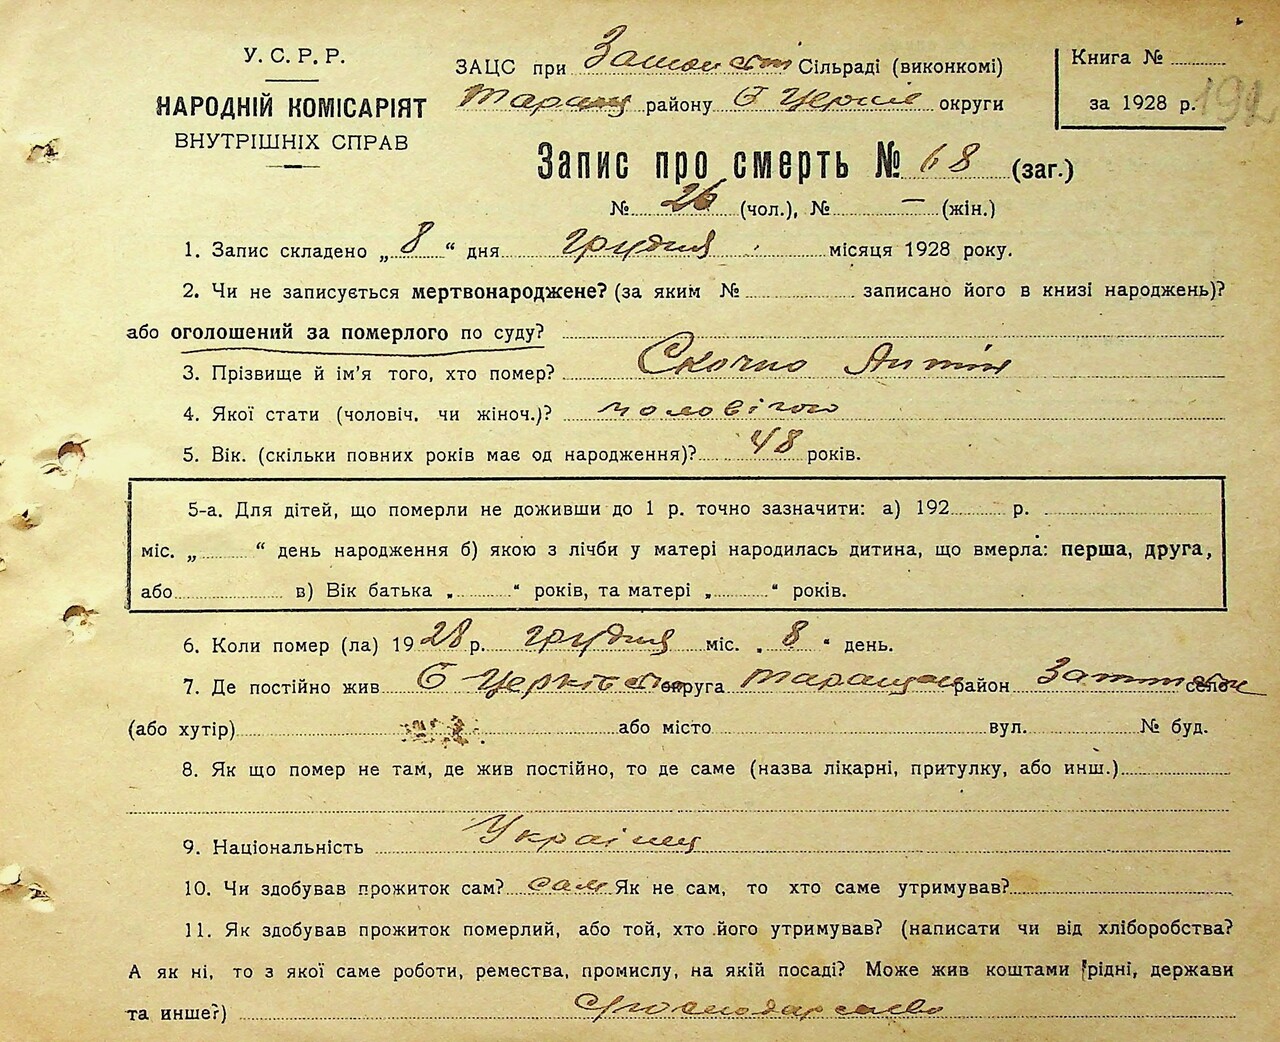 У. С. Р. Р.
НАРОДНІЙ КОМІСАРІЯТ
ВНУТРІШНІХ СПРАВ
ЗАЦС при Сільраді (виконкомі)
Таращ району Б Церків округи
Книга №
за 1928 р. 192
Запис про смерть № 68 (заг.)
№ 26 (чол.), № — (жін.)
1. Запис складено „ 8 “ дня грудня місяця 1928 року.
2. Чи не записується мертвонароджене? (за яким № записано його в книзі народжень)?
або оголошений за померлого по суду?
3. Прізвище й ім'я того, хто помер? Скочко Антін
4. Якої стати (чоловіч. чи жіноч.)? чоловічої
5. Вік. (скільки повних років має од народження)? 48 років.
5-а. Для дітей, що померли не доживши до 1 р. точно зазначити: а) 192 р.
міс. „ “ день народження б) якою з лічби у матері народилась дитина, що вмерла: перша, друга,
або в) Вік батька „ “ років, та матері „ “ років.
6. Коли помер (ла) 1928 р. грудня міс. „ 8 “ день.
7. Де постійно жив Б Церківська округа Таращан район село
(або хутір) або місто вул. № буд.
8. Як що помер не там, де жив постійно, то де саме (назва лікарні, притулку, або инш.)
9. Національність Українец
10. Чи здобував прожиток сам? сам Як не сам, то хто саме утримував?
11. Як здобував прожиток померлий, або той, хто його утримував? (написати чи від хліборобства?
А як ні, то з якої саме роботи, ремества, промислу, на якій посаді? Може жив коштами рідні, держави
та инше?)